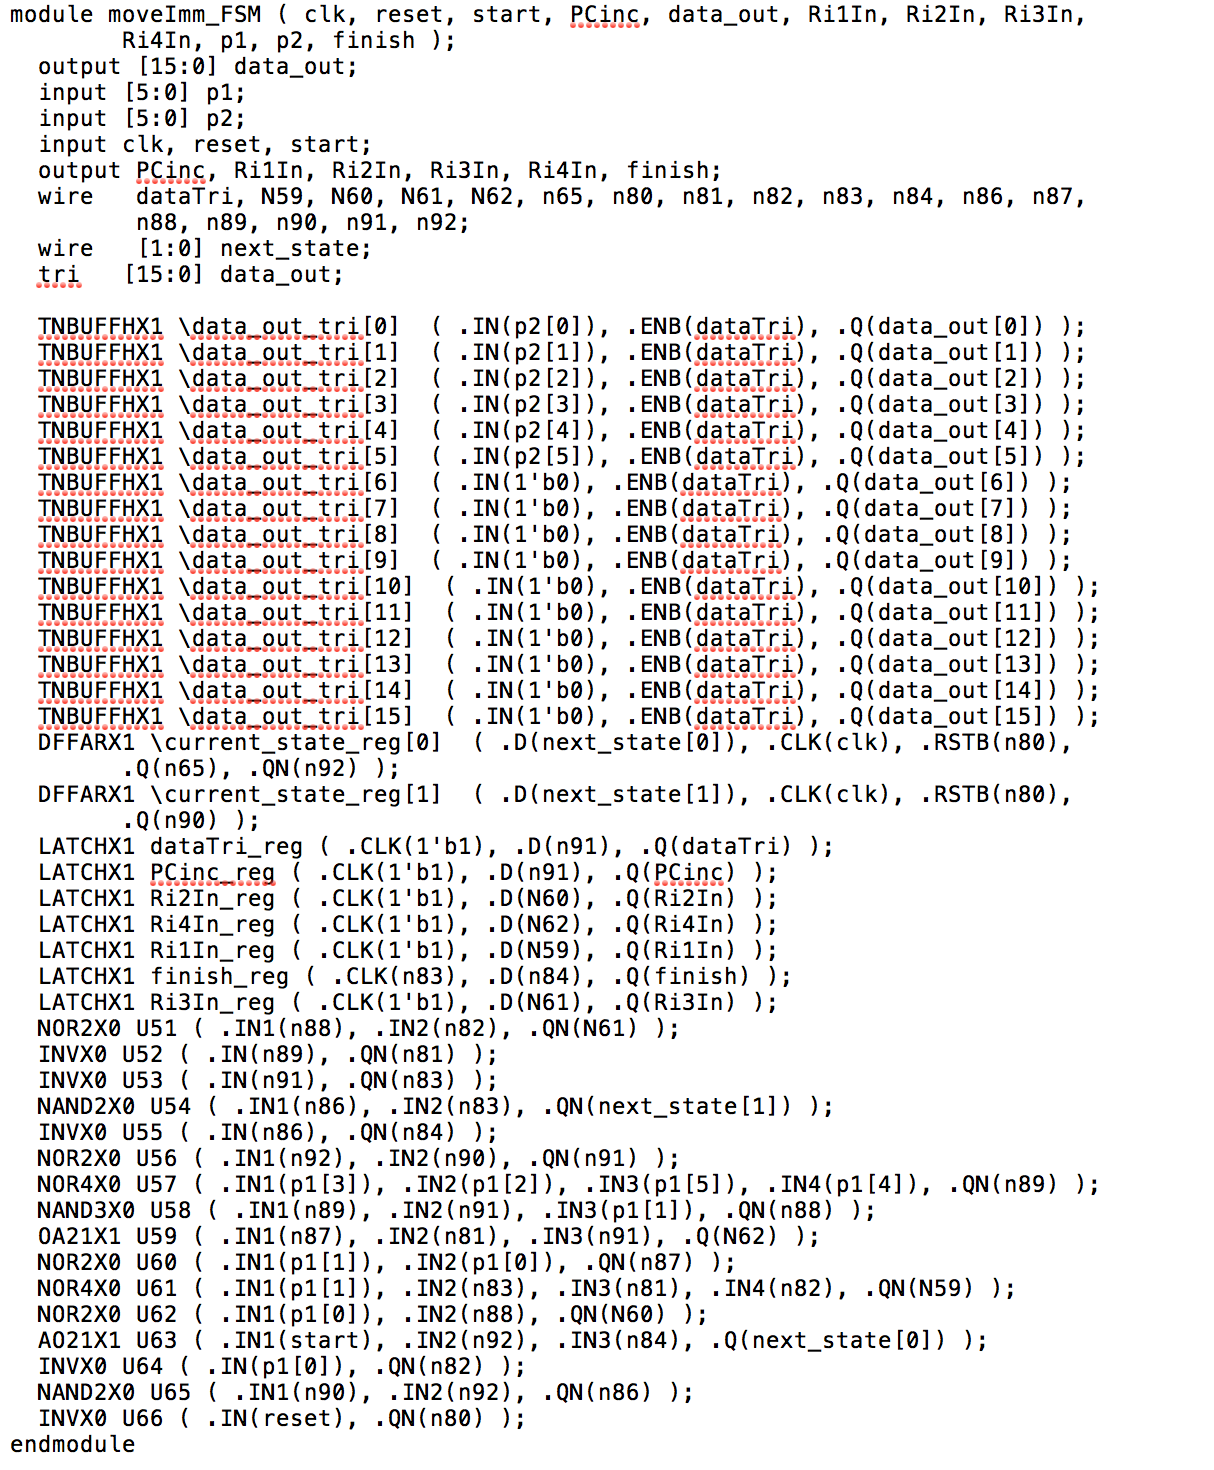 module moveImm_FSM ( clk, reset, start, PCinc, data_out, Ri1In, Ri2In, Ri3In,
        Ri4In, p1, p2, finish );
  output [15:0] data_out;
  input [5:0] p1;
  input [5:0] p2;
  input clk, reset, start;
  output PCinc, Ri1In, Ri2In, Ri3In, Ri4In, finish;
  wire   dataTri, N59, N60, N61, N62, n65, n80, n81, n82, n83, n84, n86, n87,
         n88, n89, n90, n91, n92;
  wire   [1:0] next_state;
  tri   [15:0] data_out;

  TNBUFFHX1 \data_out_tri[0]  ( .IN(p2[0]), .ENB(dataTri), .Q(data_out[0]) );
  TNBUFFHX1 \data_out_tri[1]  ( .IN(p2[1]), .ENB(dataTri), .Q(data_out[1]) );
  TNBUFFHX1 \data_out_tri[2]  ( .IN(p2[2]), .ENB(dataTri), .Q(data_out[2]) );
  TNBUFFHX1 \data_out_tri[3]  ( .IN(p2[3]), .ENB(dataTri), .Q(data_out[3]) );
  TNBUFFHX1 \data_out_tri[4]  ( .IN(p2[4]), .ENB(dataTri), .Q(data_out[4]) );
  TNBUFFHX1 \data_out_tri[5]  ( .IN(p2[5]), .ENB(dataTri), .Q(data_out[5]) );
  TNBUFFHX1 \data_out_tri[6]  ( .IN(1'b0), .ENB(dataTri), .Q(data_out[6]) );
  TNBUFFHX1 \data_out_tri[7]  ( .IN(1'b0), .ENB(dataTri), .Q(data_out[7]) );
  TNBUFFHX1 \data_out_tri[8]  ( .IN(1'b0), .ENB(dataTri), .Q(data_out[8]) );
  TNBUFFHX1 \data_out_tri[9]  ( .IN(1'b0), .ENB(dataTri), .Q(data_out[9]) );
  TNBUFFHX1 \data_out_tri[10]  ( .IN(1'b0), .ENB(dataTri), .Q(data_out[10]) );
  TNBUFFHX1 \data_out_tri[11]  ( .IN(1'b0), .ENB(dataTri), .Q(data_out[11]) );
  TNBUFFHX1 \data_out_tri[12]  ( .IN(1'b0), .ENB(dataTri), .Q(data_out[12]) );
  TNBUFFHX1 \data_out_tri[13]  ( .IN(1'b0), .ENB(dataTri), .Q(data_out[13]) );
  TNBUFFHX1 \data_out_tri[14]  ( .IN(1'b0), .ENB(dataTri), .Q(data_out[14]) );
  TNBUFFHX1 \data_out_tri[15]  ( .IN(1'b0), .ENB(dataTri), .Q(data_out[15]) );
  DFFARX1 \current_state_reg[0]  ( .D(next_state[0]), .CLK(clk), .RSTB(n80),
        .Q(n65), .QN(n92) );
  DFFARX1 \current_state_reg[1]  ( .D(next_state[1]), .CLK(clk), .RSTB(n80),
        .Q(n90) );
  LATCHX1 dataTri_reg ( .CLK(1'b1), .D(n91), .Q(dataTri) );
  LATCHX1 PCinc_reg ( .CLK(1'b1), .D(n91), .Q(PCinc) );
  LATCHX1 Ri2In_reg ( .CLK(1'b1), .D(N60), .Q(Ri2In) );
  LATCHX1 Ri4In_reg ( .CLK(1'b1), .D(N62), .Q(Ri4In) );
  LATCHX1 Ri1In_reg ( .CLK(1'b1), .D(N59), .Q(Ri1In) );
  LATCHX1 finish_reg ( .CLK(n83), .D(n84), .Q(finish) );
  LATCHX1 Ri3In_reg ( .CLK(1'b1), .D(N61), .Q(Ri3In) );
  NOR2X0 U51 ( .IN1(n88), .IN2(n82), .QN(N61) );
  INVX0 U52 ( .IN(n89), .QN(n81) );
  INVX0 U53 ( .IN(n91), .QN(n83) );
  NAND2X0 U54 ( .IN1(n86), .IN2(n83), .QN(next_state[1]) );
  INVX0 U55 ( .IN(n86), .QN(n84) );
  NOR2X0 U56 ( .IN1(n92), .IN2(n90), .QN(n91) );
  NOR4X0 U57 ( .IN1(p1[3]), .IN2(p1[2]), .IN3(p1[5]), .IN4(p1[4]), .QN(n89) );
  NAND3X0 U58 ( .IN1(n89), .IN2(n91), .IN3(p1[1]), .QN(n88) );
  OA21X1 U59 ( .IN1(n87), .IN2(n81), .IN3(n91), .Q(N62) );
  NOR2X0 U60 ( .IN1(p1[1]), .IN2(p1[0]), .QN(n87) );
  NOR4X0 U61 ( .IN1(p1[1]), .IN2(n83), .IN3(n81), .IN4(n82), .QN(N59) );
  NOR2X0 U62 ( .IN1(p1[0]), .IN2(n88), .QN(N60) );
  AO21X1 U63 ( .IN1(start), .IN2(n92), .IN3(n84), .Q(next_state[0]) );
  INVX0 U64 ( .IN(p1[0]), .QN(n82) );
  NAND2X0 U65 ( .IN1(n90), .IN2(n92), .QN(n86) );
  INVX0 U66 ( .IN(reset), .QN(n80) );
endmodule